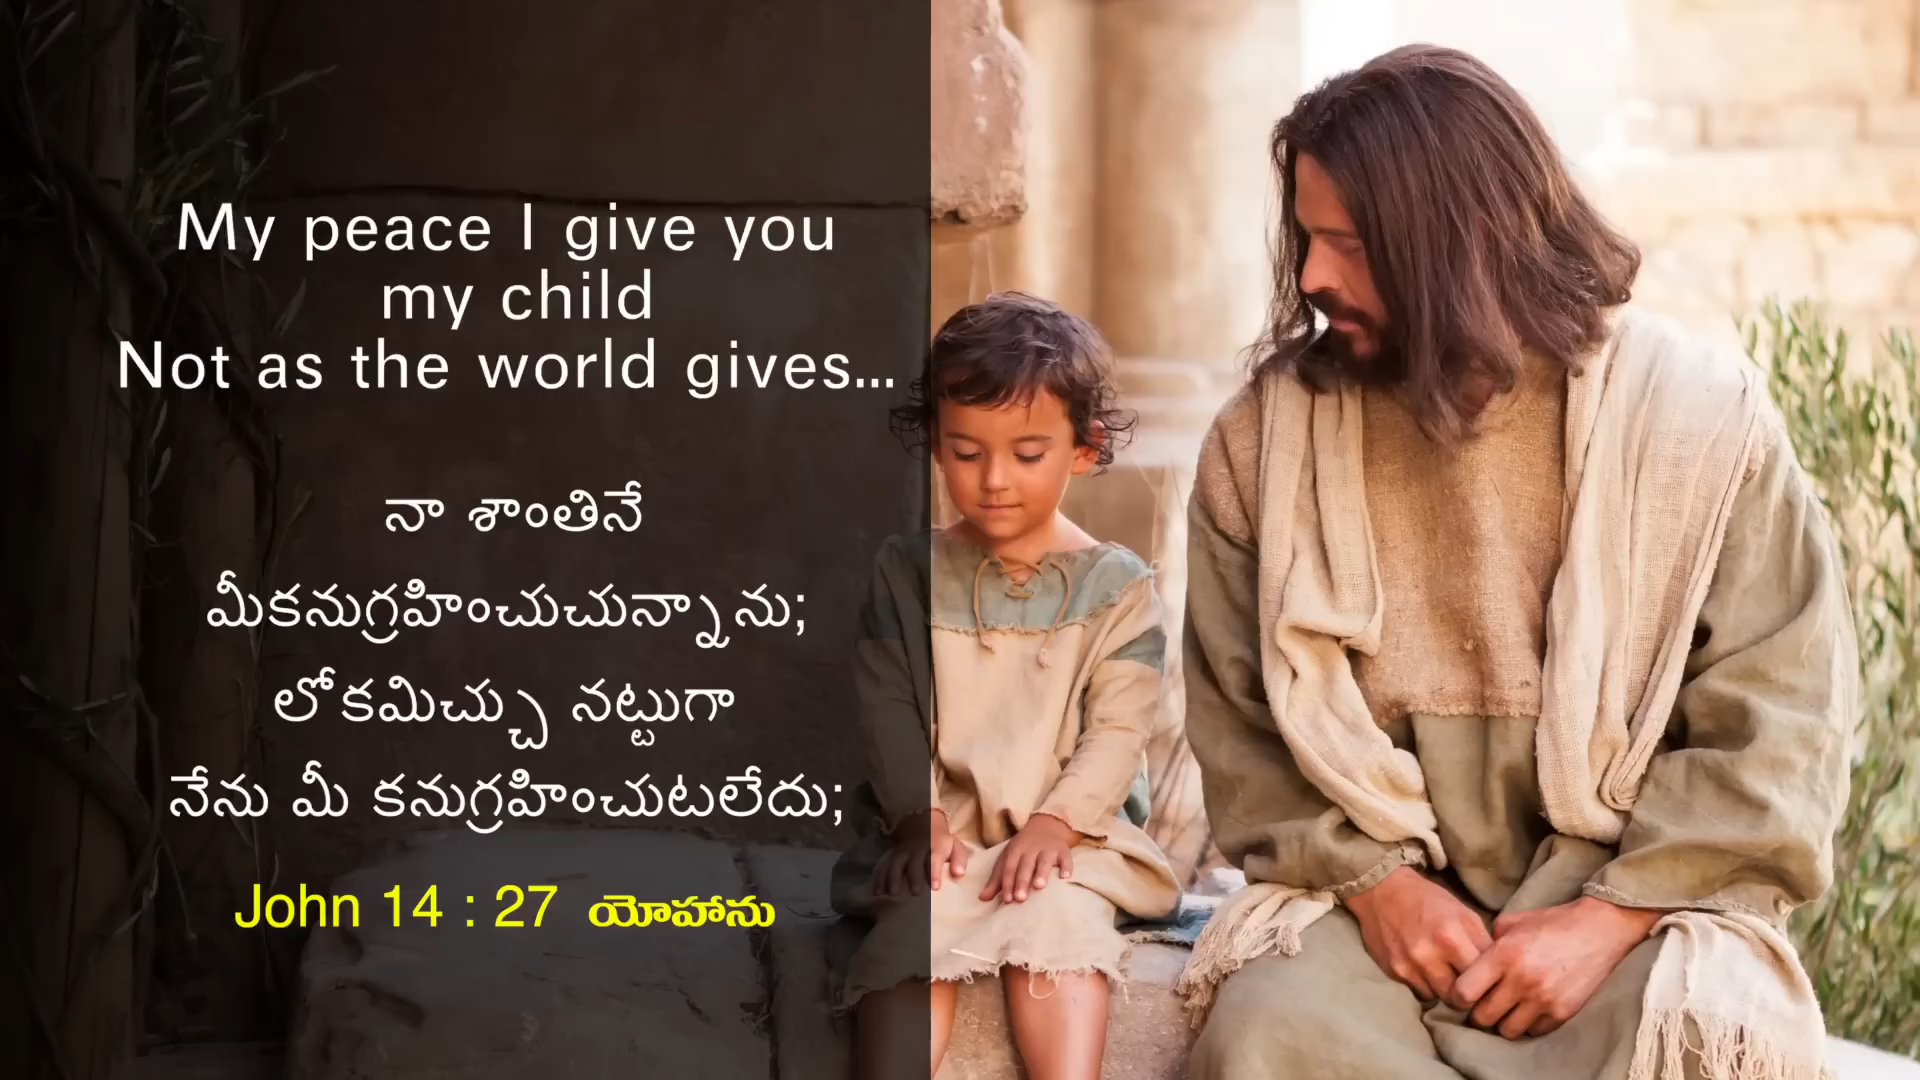 My peace I give you
my child
Not as the world gives...
నా శాంతినే
మీకనుగ్రహించుచున్నాను;
లోకమిచ్చు నట్టుగా
నేను మీ కనుగ్రహించుటలేదు;
John 14 : 27 యోహాను